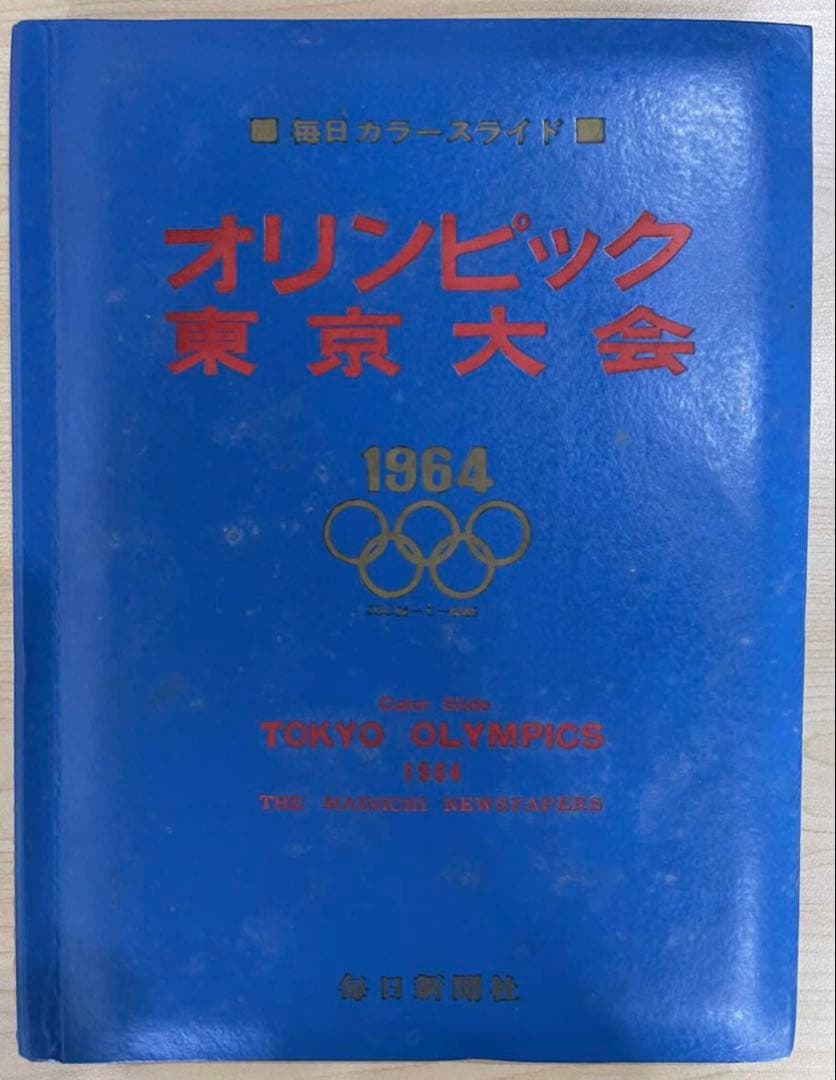 ■ 毎日カラースライド ■
オリンピック
東京大会
1964
Color Slide
TOKYO OLYMPICS
1964
THE MAINICHI NEWSPAPERS
毎日新聞社